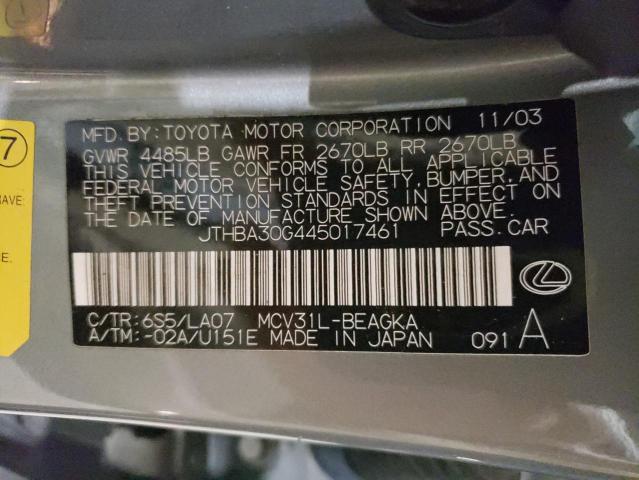 MFD. BY: TOYOTA MOTOR CORPORATION 11/03
GVWR 4485LB GAWR FR 2670LB RR 2670LB
THIS VEHICLE CONFORMS TO ALL APPLICABLE
FEDERAL MOTOR VEHICLE SAFETY, BUMPER, AND
THEFT PREVENTION STANDARDS IN EFFECT ON
THE DATE OF MANUFACTURE SHOWN ABOVE.
JTHBA30G445017461 PASS. CAR
C/TR: 6S5/LA07 MCV31L-BEAGKA
A/TM: -02A/U151E MADE IN JAPAN 091 A
7